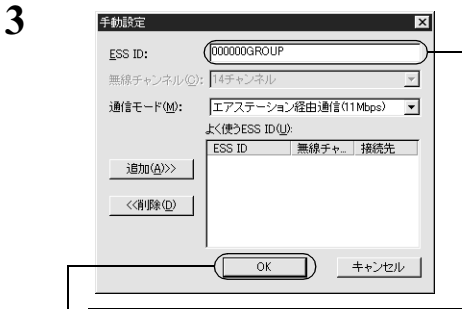 3
手動設定
ESS ID: 000000GROUP
無線チャンネル(C): 14チャンネル
通信モード(M): エアステーション経由通信(11Mbps)
よく使うESS ID(U):
ESS ID 無線チャ... 接続先
追加(A)>>
<<削除(D)
OK キャンセル